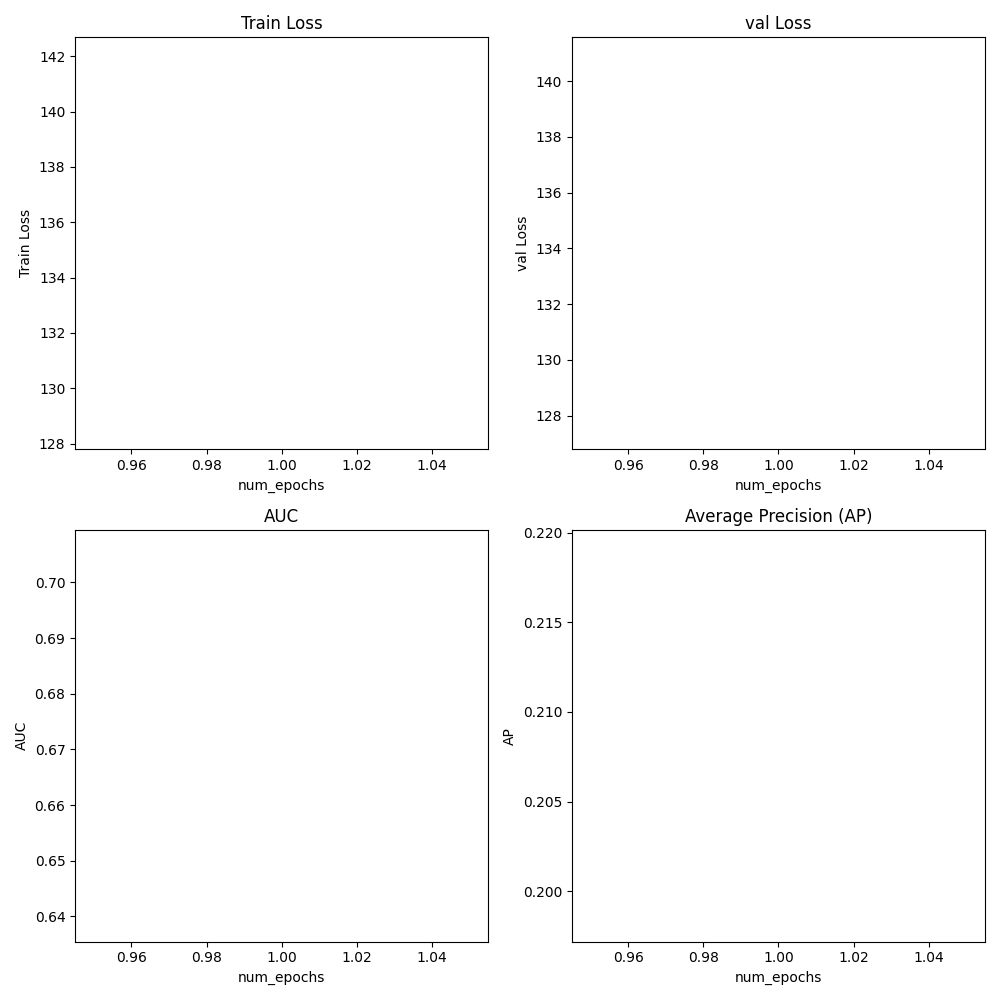 Train Loss
142
140
138
136
134
132
130
128
Train Loss
0.96 0.98 1.00 1.02 1.04
num_epochs
val Loss
140
138
136
134
132
130
128
val Loss
0.96 0.98 1.00 1.02 1.04
num_epochs
AUC
0.70
0.69
0.68
0.67
0.66
0.65
0.64
AUC
0.96 0.98 1.00 1.02 1.04
num_epochs
Average Precision (AP)
0.220
0.215
0.210
0.205
0.200
AP
0.96 0.98 1.00 1.02 1.04
num_epochs